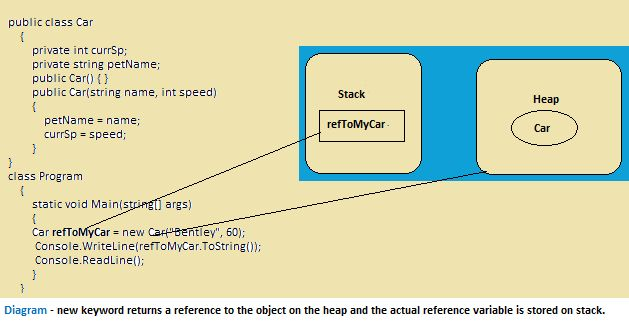 public class Car
{
private int currSp;
private string petName;
public Car() { }
public Car(string name, int speed)
{
petName = name;
currSp = speed;
}
}
class Program
{
static void Main(string[] args)
{
Car refToMyCar = new Car("Bentley", 60);
Console.WriteLine(refToMyCar.ToString());
Console.ReadLine();
}
}
Stack
refToMyCar
Heap
Car
Diagram - new keyword returns a reference to the object on the heap and the actual reference variable is stored on stack.